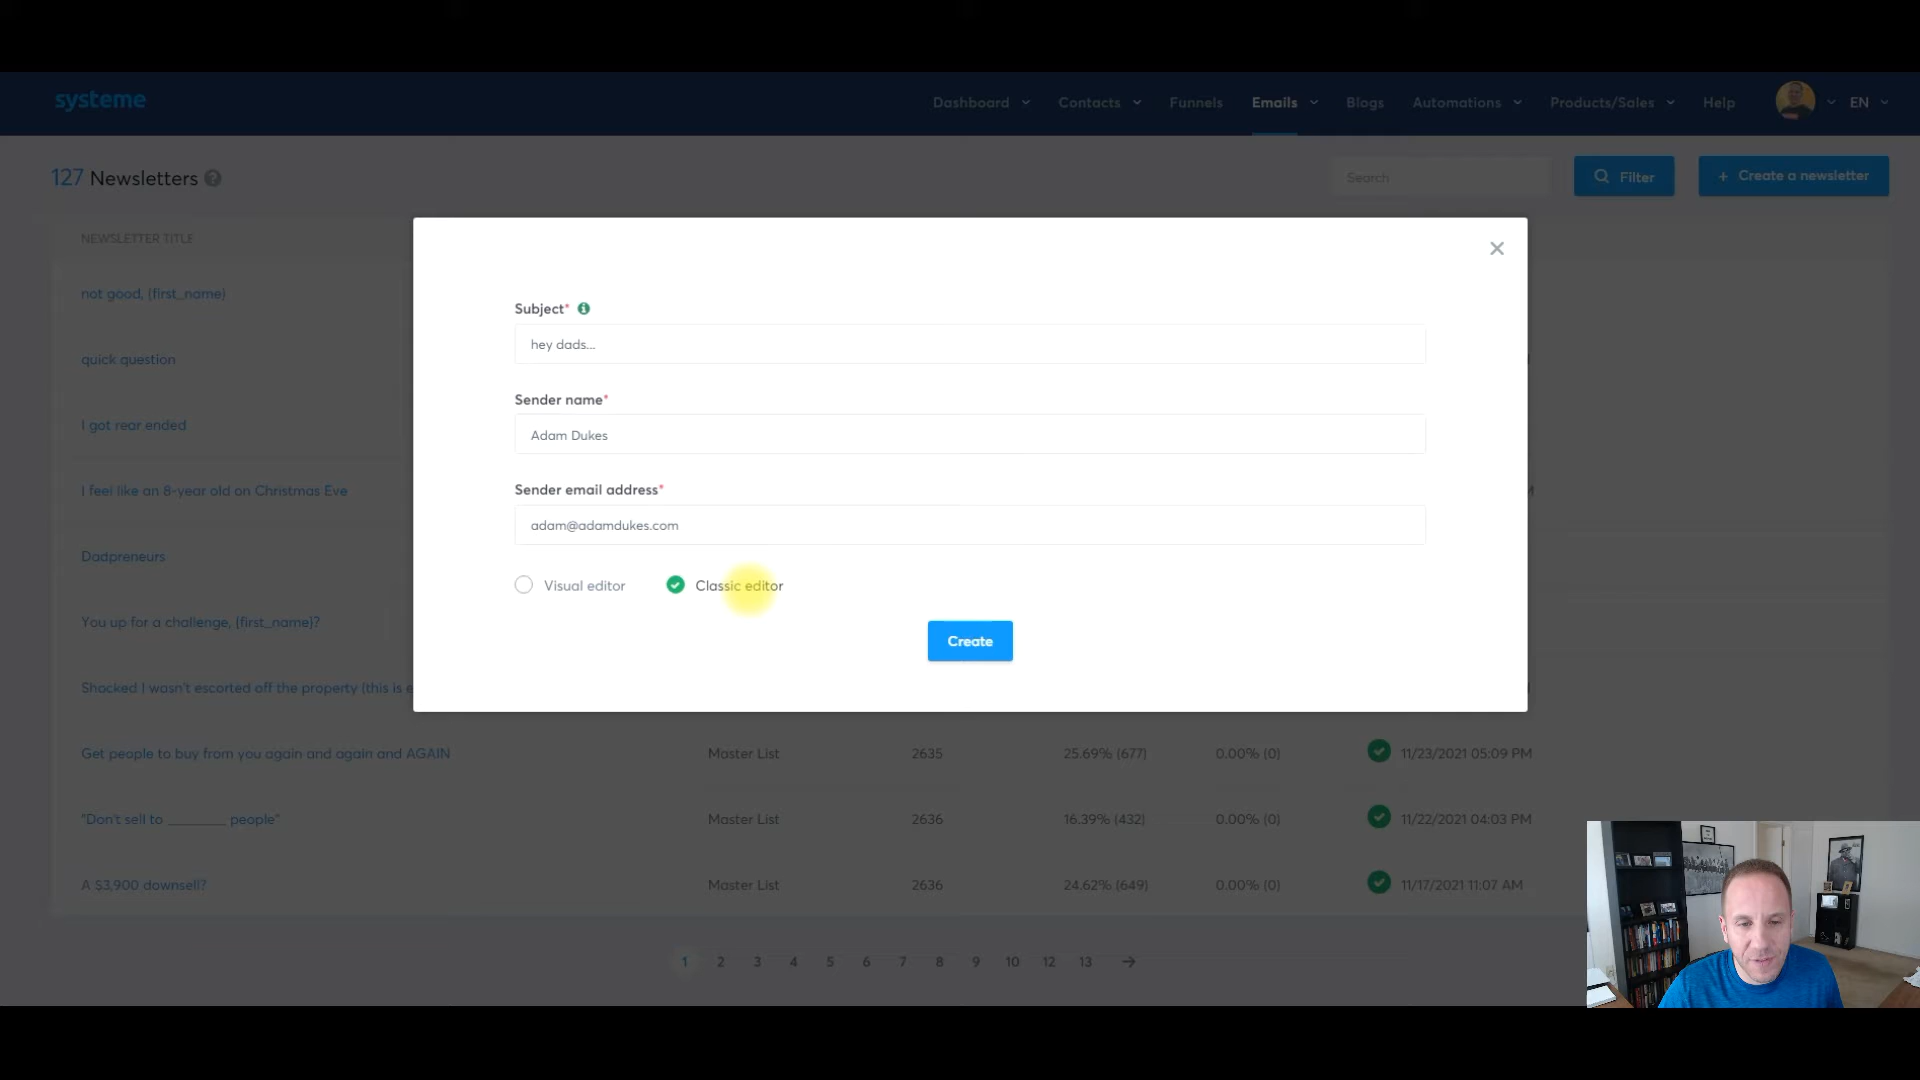 systeme
Dashboard Contacts Funnels Emails Blogs Automations Products/Sales Help EN
127 Newsletters ?
Search
Filter
+ Create a newsletter
NEWSLETTER TITLE
not good, {first_name}
quick question
I got rear ended
I feel like an 8-year old on Christmas Eve
Dadpreneurs
You up for a challenge, {first_name}?
Shocked I wasn't escorted off the property (this is
Subject*
hey dads...
Sender name*
Adam Dukes
Sender email address*
adam@adamdukes.com
Visual editor Classic editor
Create
Get people to buy from you again and again and AGAIN Master List 2635 25.69% (677) 0.00% (0) 11/23/2021 05:09 PM
"Don't sell to ________ people" Master List 2636 16.39% (432) 0.00% (0) 11/22/2021 04:03 PM
A $3,900 downsell? Master List 2636 24.62% (649) 0.00% (0) 11/17/2021 11:07 AM
1 2 3 4 5 6 7 8 9 10 12 13 →